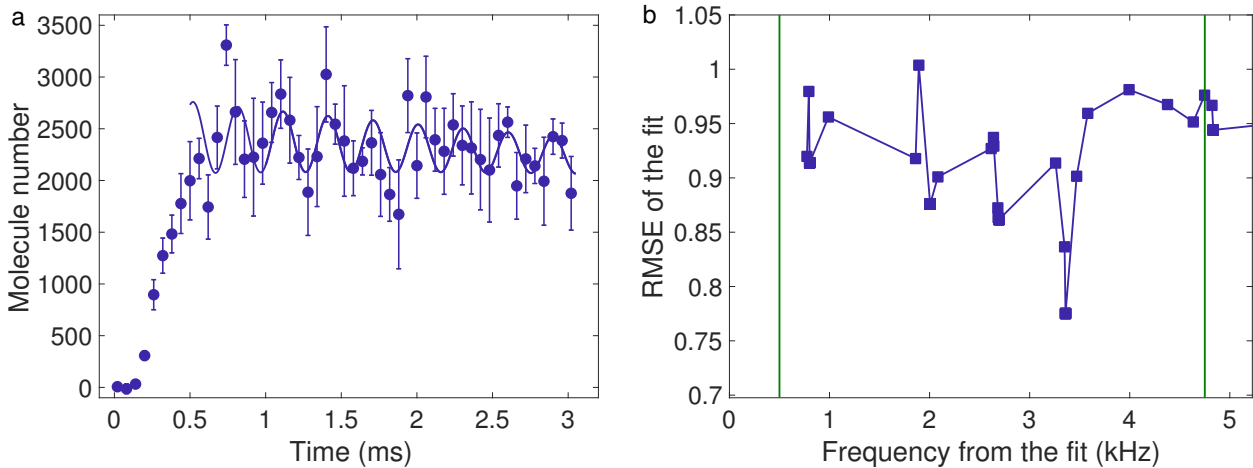 a
3500
3000
2500
2000
1500
1000
500
0
Molecule number
0 0.5 1 1.5 2 2.5 3
Time (ms)
b
1.05
1
0.95
0.9
0.85
0.8
0.75
0.7
RMSE of the fit
0 1 2 3 4 5
Frequency from the fit (kHz)